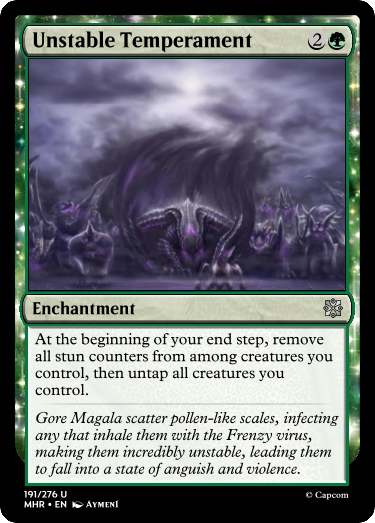 Unstable Temperament 2
Enchantment
At the beginning of your end step, remove
all stun counters from among creatures you
control, then untap all creatures you
control.
Gore Magala scatter pollen-like scales, infecting
any that inhale them with the Frenzy virus,
making them incredibly unstable, leading them
to fall into a state of anguish and violence.
191/276 U
MHR • EN Aymeni
© Capcom